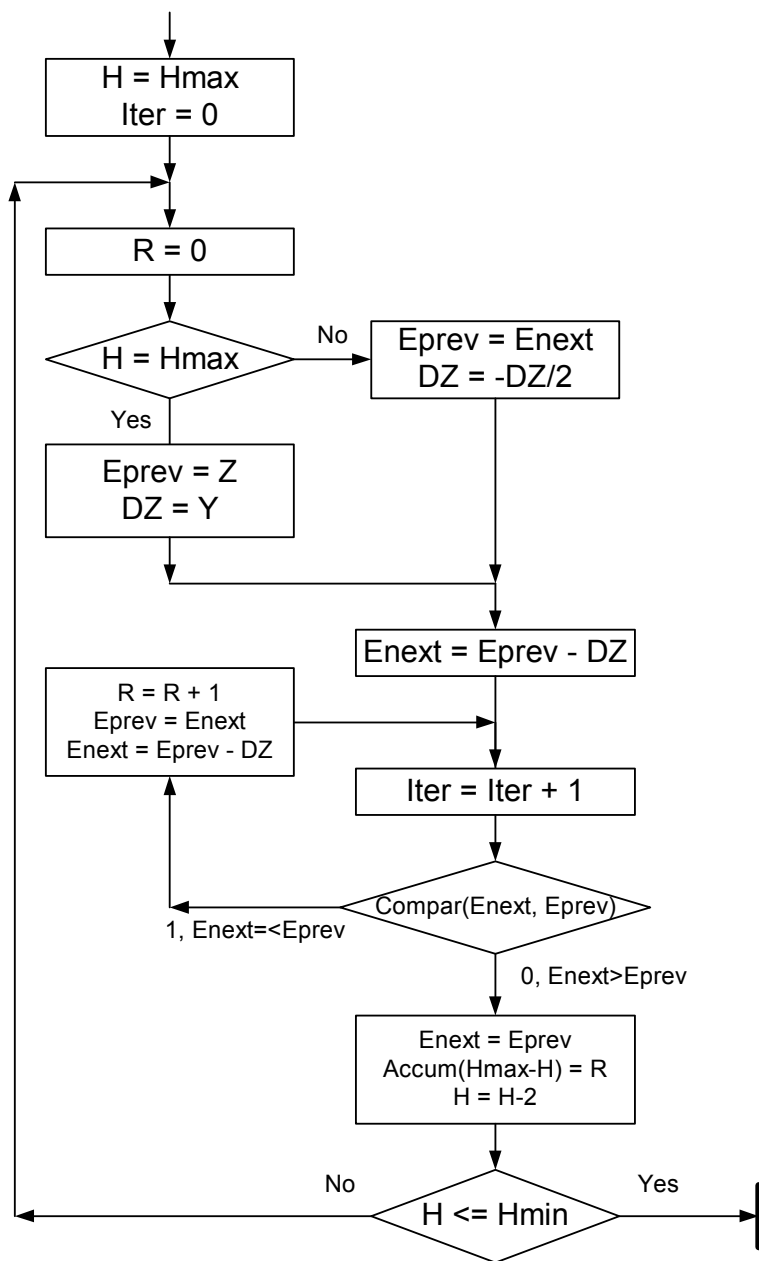 H = Hmax
Iter = 0
R = 0
H = Hmax
No
Eprev = Enext
DZ = -DZ/2
Yes
Eprev = Z
DZ = Y
Enext = Eprev - DZ
R = R + 1
Eprev = Enext
Enext = Eprev - DZ
Iter = Iter + 1
Compar(Enext, Eprev)
1, Enext=<Eprev
0, Enext>Eprev
Enext = Eprev
Accum(Hmax-H) = R
H = H-2
No
H <= Hmin
Yes